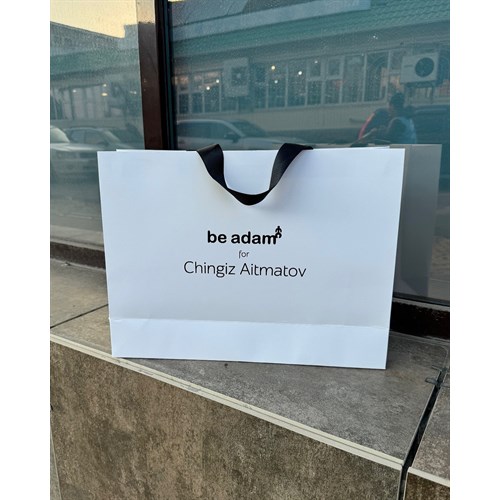 be adam
for
Chingiz Aitmatov